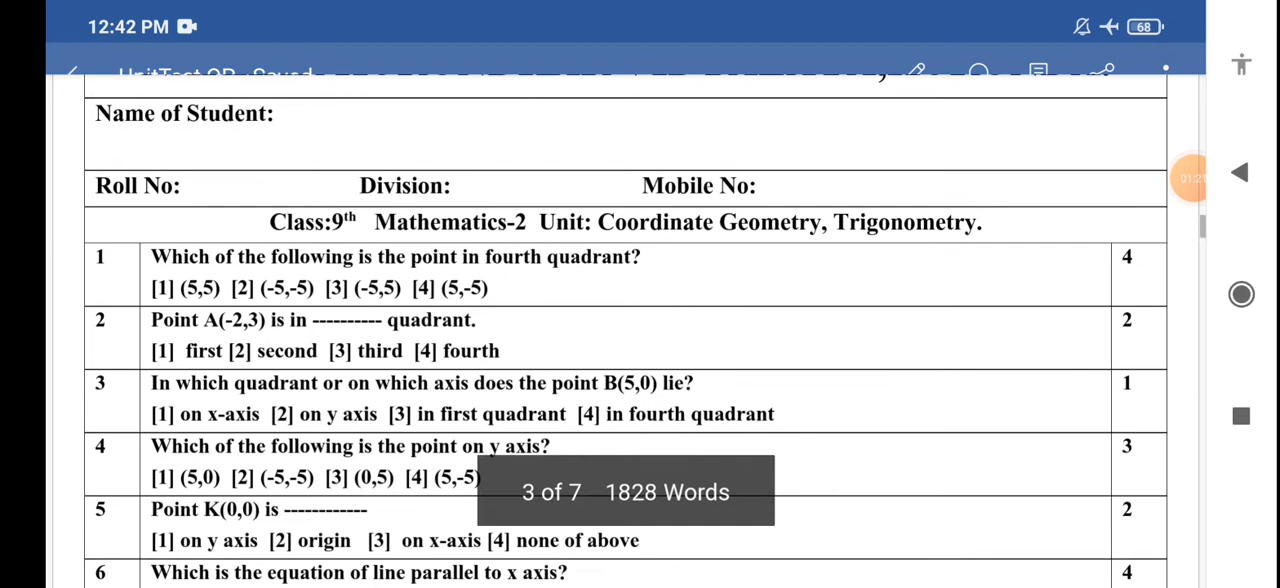 12:42 PM 68
Name of Student:
01:21
Roll No: Division: Mobile No:
Class:9th Mathematics-2 Unit: Coordinate Geometry, Trigonometry.
1 Which of the following is the point in fourth quadrant? 4
[1] (5,5) [2] (-5,-5) [3] (-5,5) [4] (5,-5)
2 Point A(-2,3) is in ---------- quadrant. 2
[1] first [2] second [3] third [4] fourth
3 In which quadrant or on which axis does the point B(5,0) lie? 1
[1] on x-axis [2] on y axis [3] in first quadrant [4] in fourth quadrant
4 Which of the following is the point on y axis? 3
[1] (5,0) [2] (-5,-5) [3] (0,5) [4] (5,-5)
3 of 7 1828 Words
5 Point K(0,0) is ------------ 2
[1] on y axis [2] origin [3] on x-axis [4] none of above
6 Which is the equation of line parallel to x axis? 4